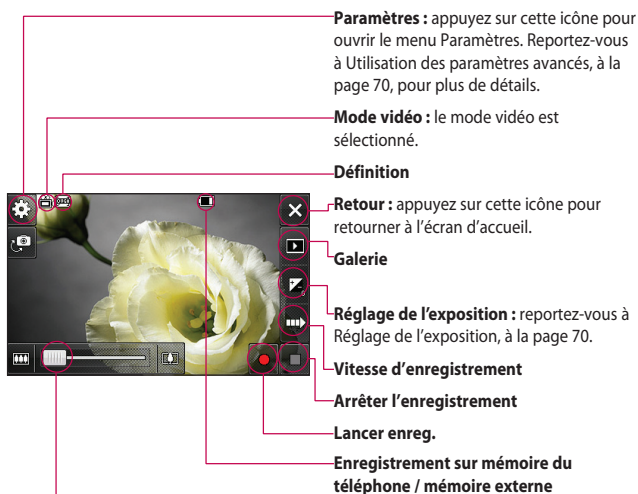 Paramètres : appuyez sur cette icône pour
ouvrir le menu Paramètres. Reportez-vous
à Utilisation des paramètres avancés, à la
page 70, pour plus de détails.
Mode vidéo : le mode vidéo est
sélectionné.
Définition
Retour : appuyez sur cette icône pour
retourner à l'écran d'accueil.
Galerie
Réglage de l'exposition : reportez-vous à
Réglage de l'exposition, à la page 70.
Vitesse d'enregistrement
Arrêter l'enregistrement
Lancer enreg.
Enregistrement sur mémoire du
téléphone / mémoire externe